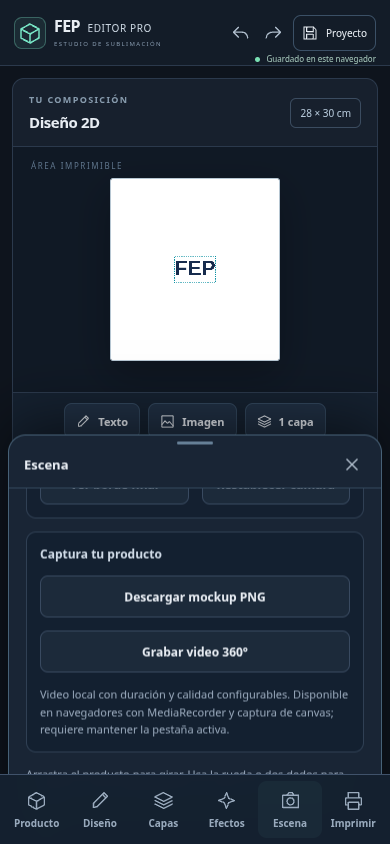 FEP EDITOR PRO
ESTUDIO DE SUBLIMACIÓN
Proyecto
Guardado en este navegador
TU COMPOSICIÓN
Diseño 2D
28 × 30 cm
ÁREA IMPRIMIBLE
FEP
Texto
Imagen
1 capa
Escena
Captura tu producto
Descargar mockup PNG
Grabar video 360°
Video local con duración y calidad configurables. Disponible
en navegadores con MediaRecorder y captura de canvas;
requiere mantener la pestaña activa.
Producto
Diseño
Capas
Efectos
Escena
Imprimir